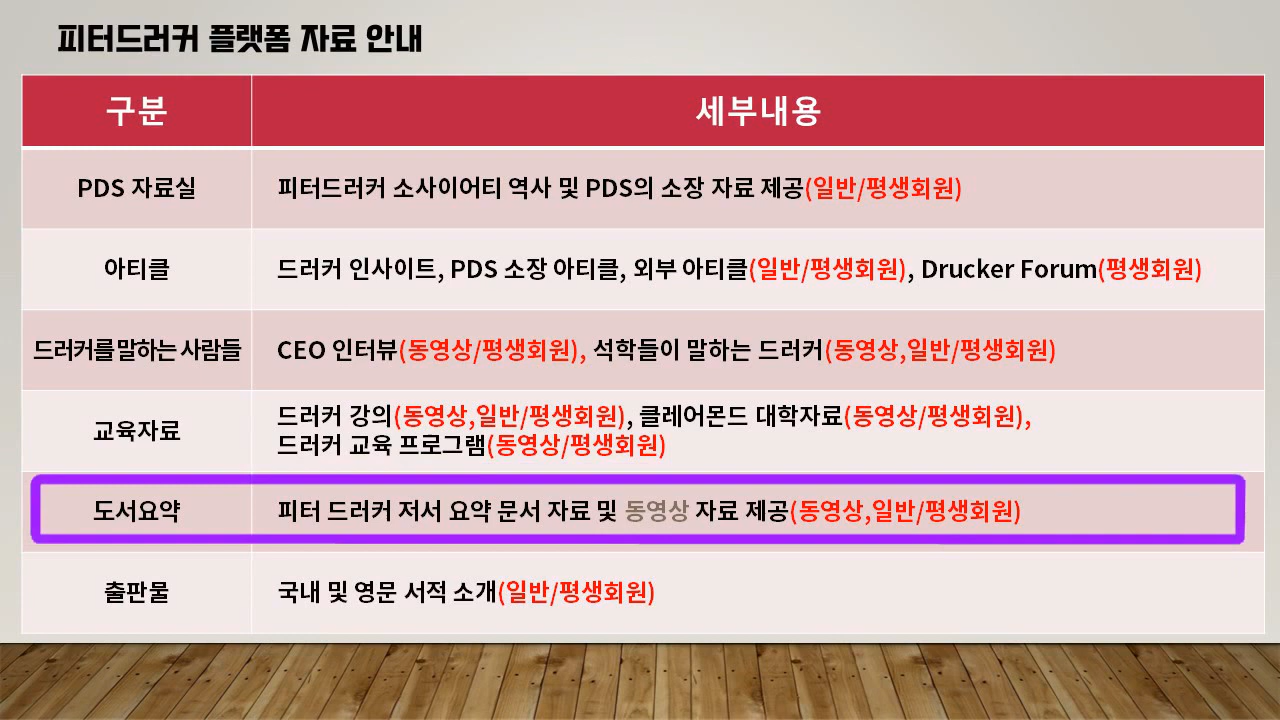 피터드러커 플랫폼 자료 안내
구분 세부내용
PDS 자료실 피터드러커 소사이어티 역사 및 PDS의 소장 자료 제공(일반/평생회원)
아티클 드러커 인사이트, PDS 소장 아티클, 외부 아티클(일반/평생회원), Drucker Forum(평생회원)
드러커를 말하는 사람들 CEO 인터뷰(동영상/평생회원), 석학들이 말하는 드러커(동영상,일반/평생회원)
교육자료 드러커 강의(동영상,일반/평생회원), 클레어몬드 대학자료(동영상/평생회원),
드러커 교육 프로그램(동영상/평생회원)
도서요약 피터 드러커 저서 요약 문서 자료 및 동영상 자료 제공(동영상,일반/평생회원)
출판물 국내 및 영문 서적 소개(일반/평생회원)